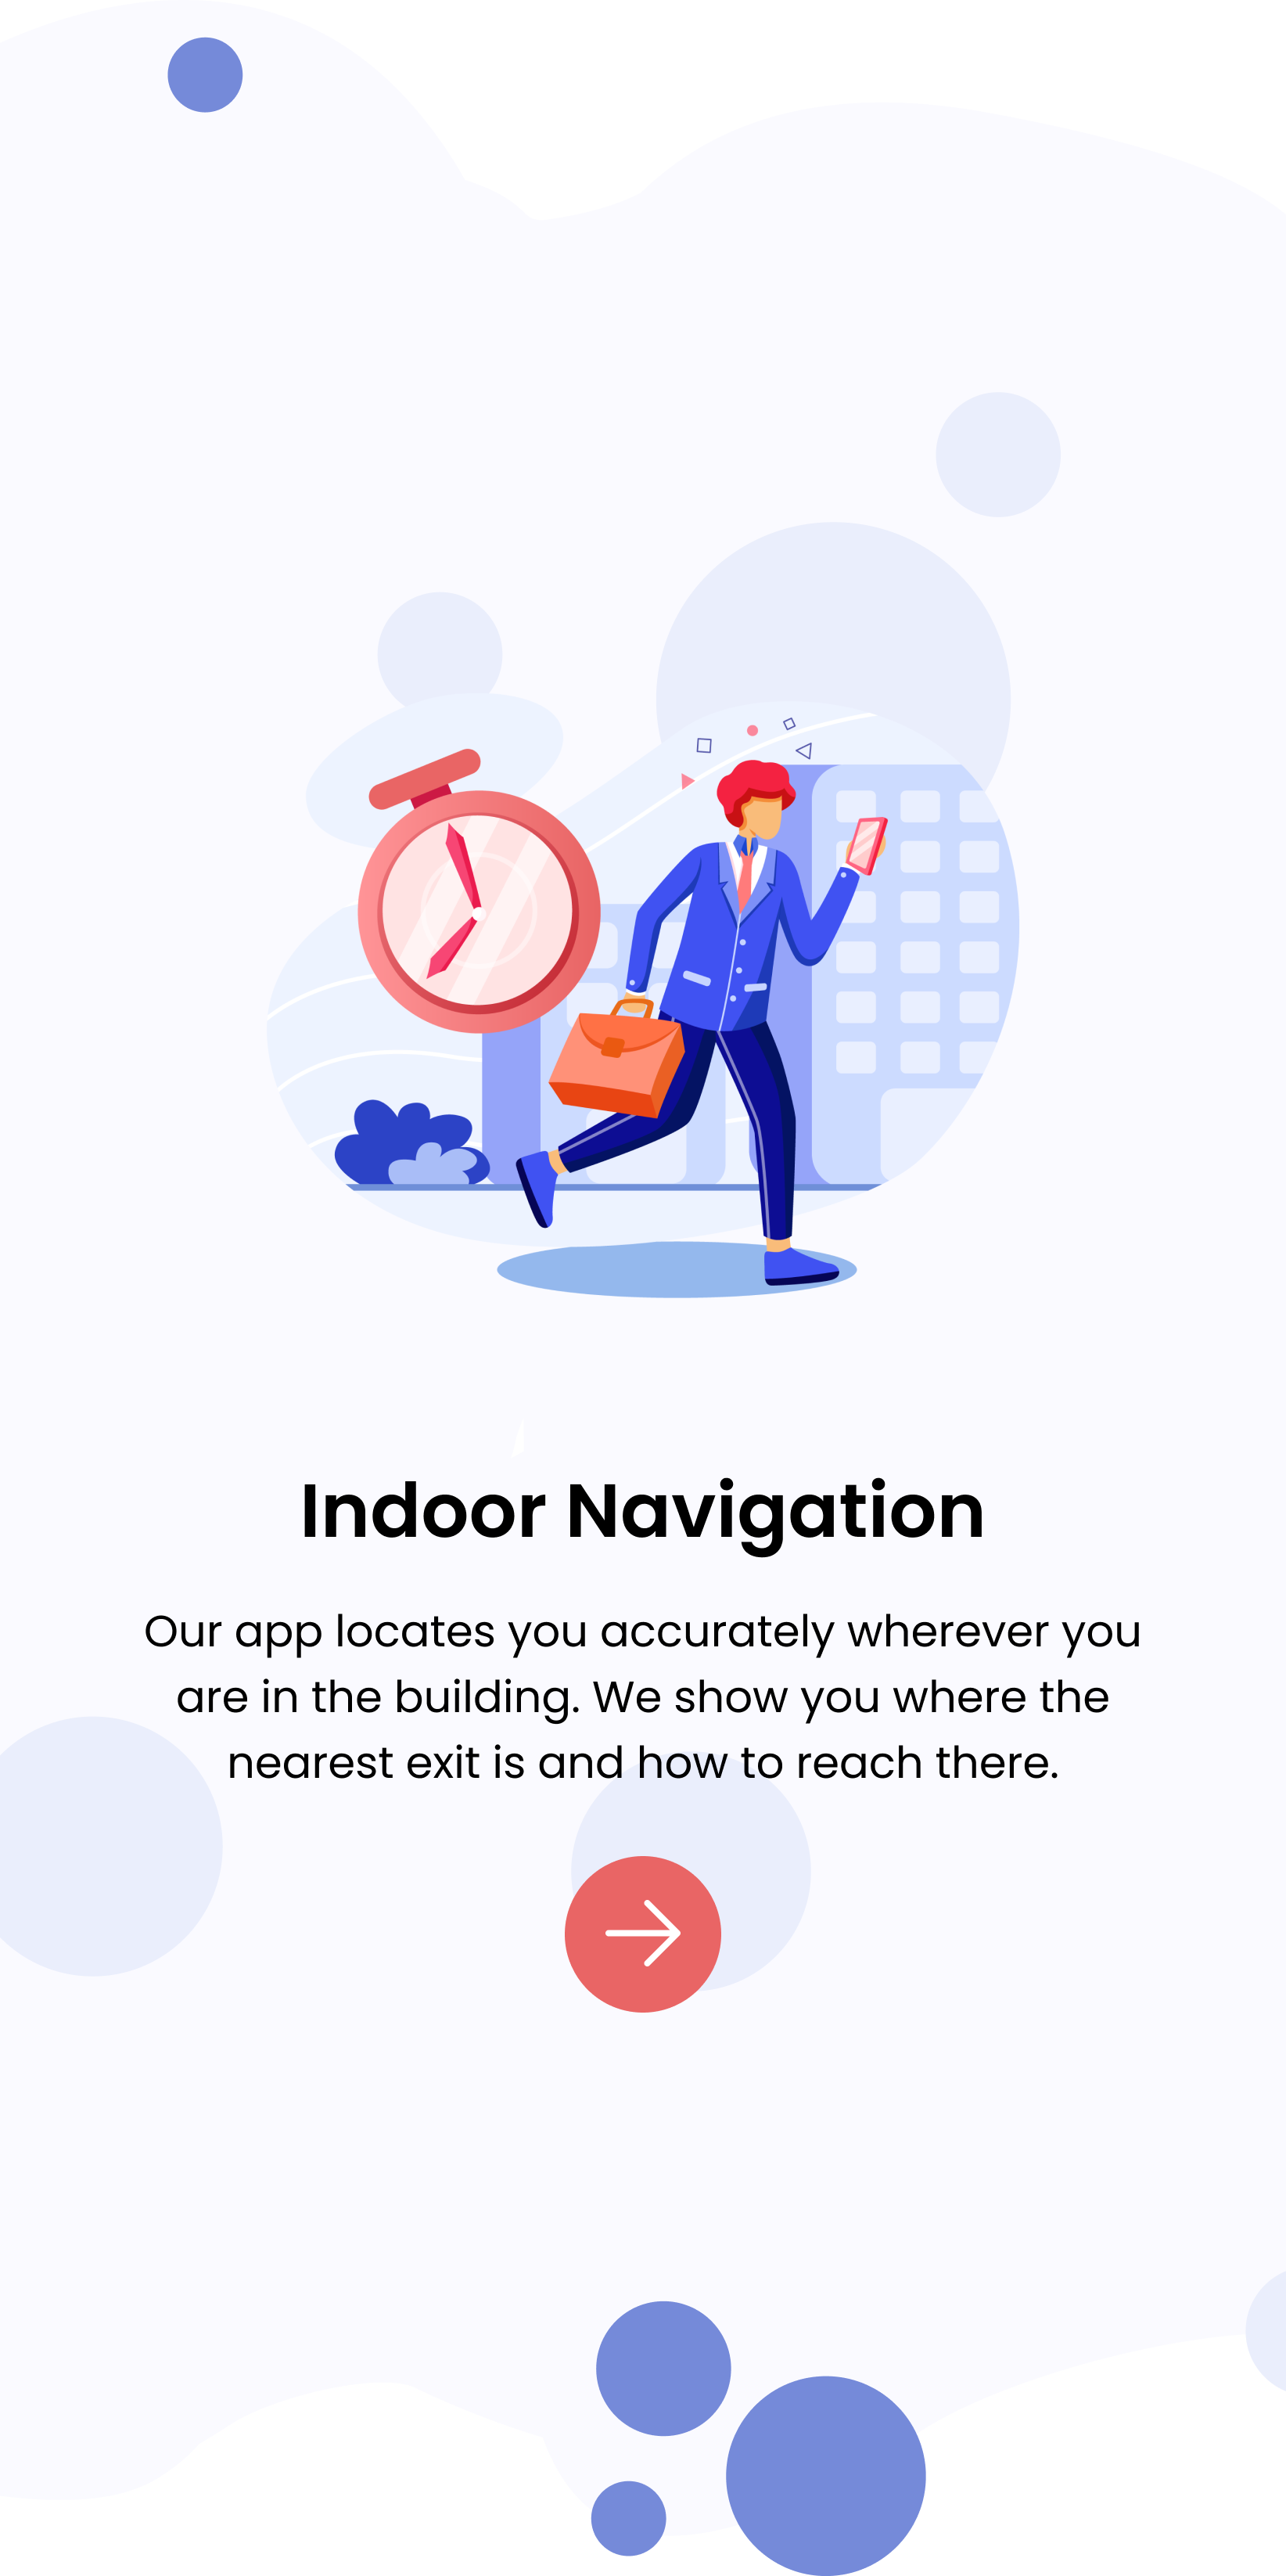 Indoor Navigation
Our app locates you accurately wherever you
are in the building. We show you where the
nearest exit is and how to reach there.